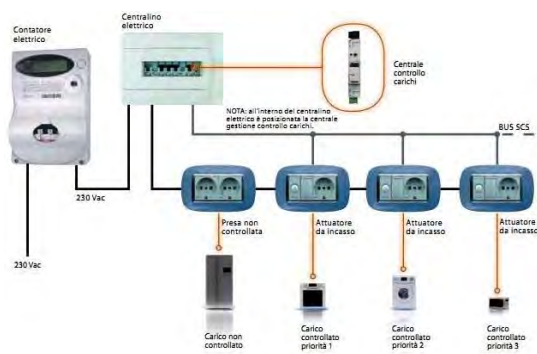 Contatore
elettrico
Centralino
elettrico
Centrale
controllo
carichi
NOTA: all'interno del centralino
elettrico è posizionata la centrale
gestione controllo carichi.
BUS SCS
230 Vac
230 Vac
Presa non
controllata
Attuatore
da incasso
Attuatore
da incasso
Attuatore
da incasso
Carico non
controllato
Carico
controllato
priorità 1
Carico
controllato
priorità 2
Carico
controllato
priorità 3